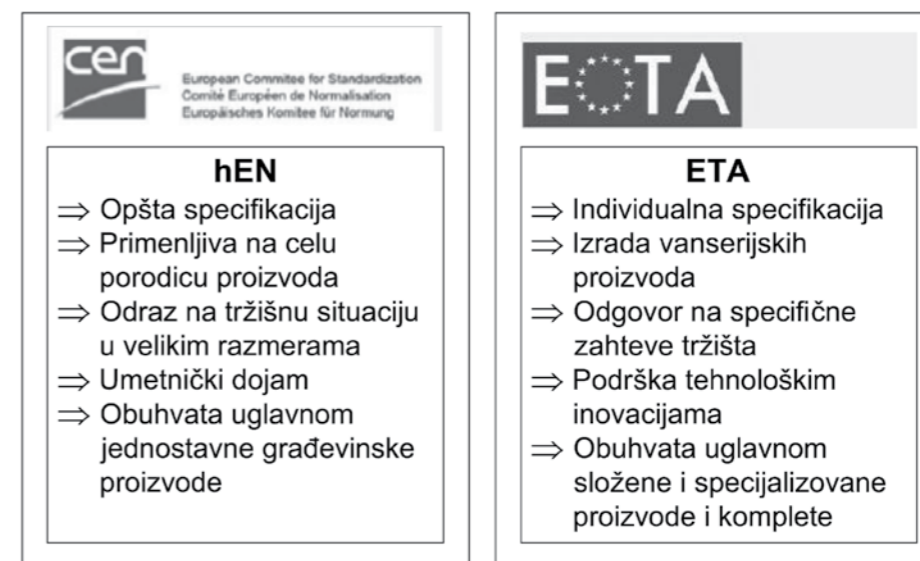 cen
European Commitee for Standardization
Comité Européen de Normalisation
Europäisches Komitee für Normung
hEN
⇒ Opšta specifikacija
⇒ Primenljiva na celu
porodicu proizvoda
⇒ Odraz na tržišnu situaciju
u velikim razmerama
⇒ Umetnički dojam
⇒ Obuhvata uglavnom
jednostavne građevinske
proizvode
EOTA
ETA
⇒ Individualna specifikacija
⇒ Izrada vanserijskih
proizvoda
⇒ Odgovor na specifične
zahteve tržišta
⇒ Podrška tehnološkim
inovacijama
⇒ Obuhvata uglavnom
složene i specijalizovane
proizvode i komplete